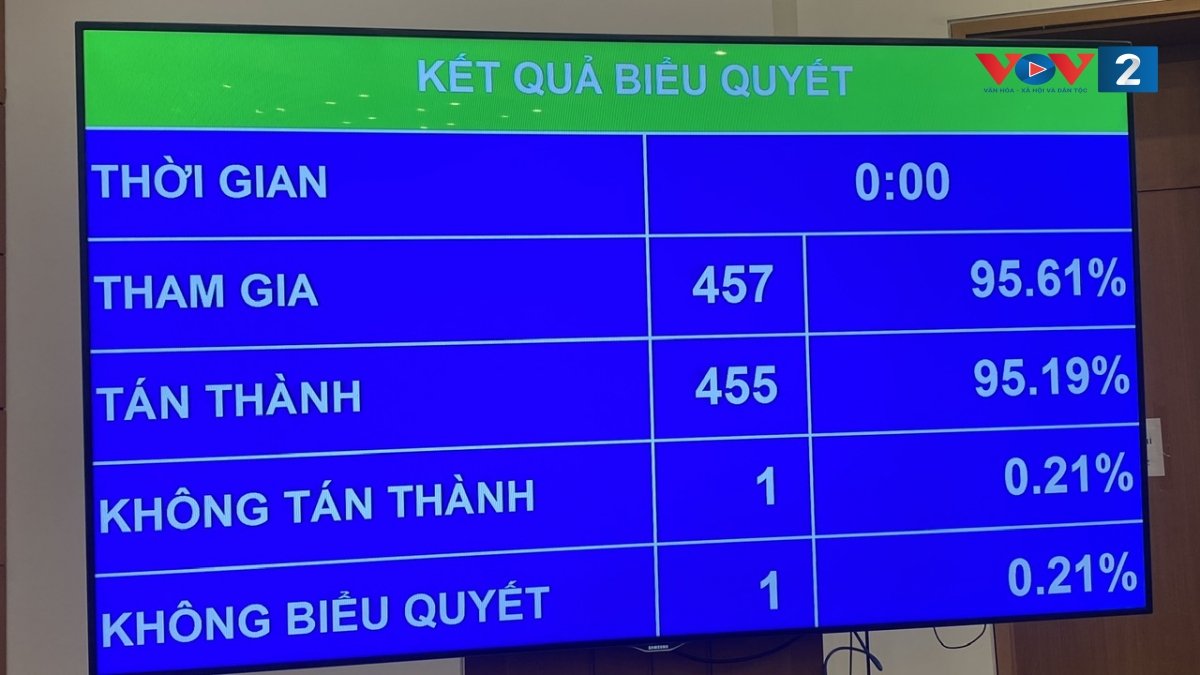 KẾT QUẢ BIỂU QUYẾT
VOV 2
VĂN HÓA - XÃ HỘI VÀ DÂN TỘC
THỜI GIAN 0:00
THAM GIA 457 95.61%
TÁN THÀNH 455 95.19%
KHÔNG TÁN THÀNH 1 0.21%
KHÔNG BIỂU QUYẾT 1 0.21%
SAMSUNG